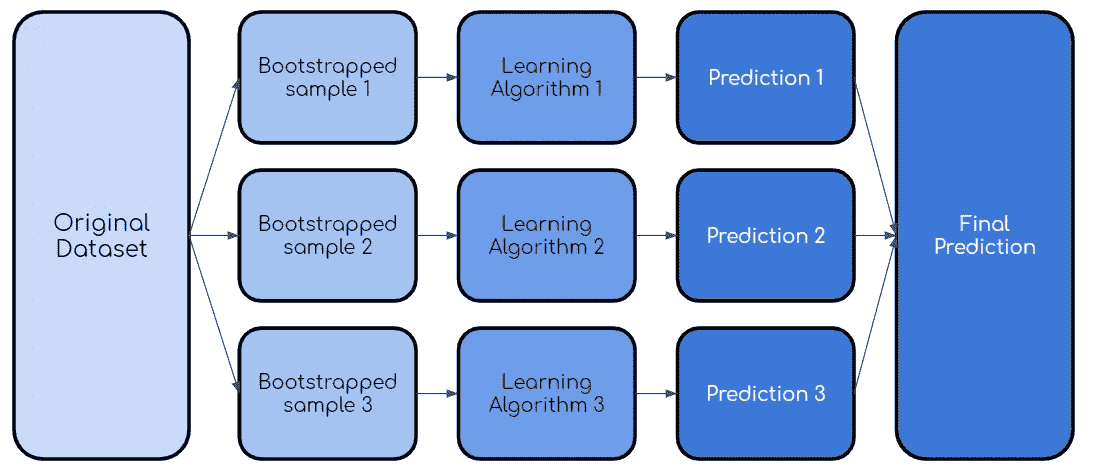 Original
Dataset
Bootstrapped
sample 1
Learning
Algorithm 1
Prediction 1
Bootstrapped
sample 2
Learning
Algorithm 2
Prediction 2
Bootstrapped
sample 3
Learning
Algorithm 3
Prediction 3
Final
Prediction